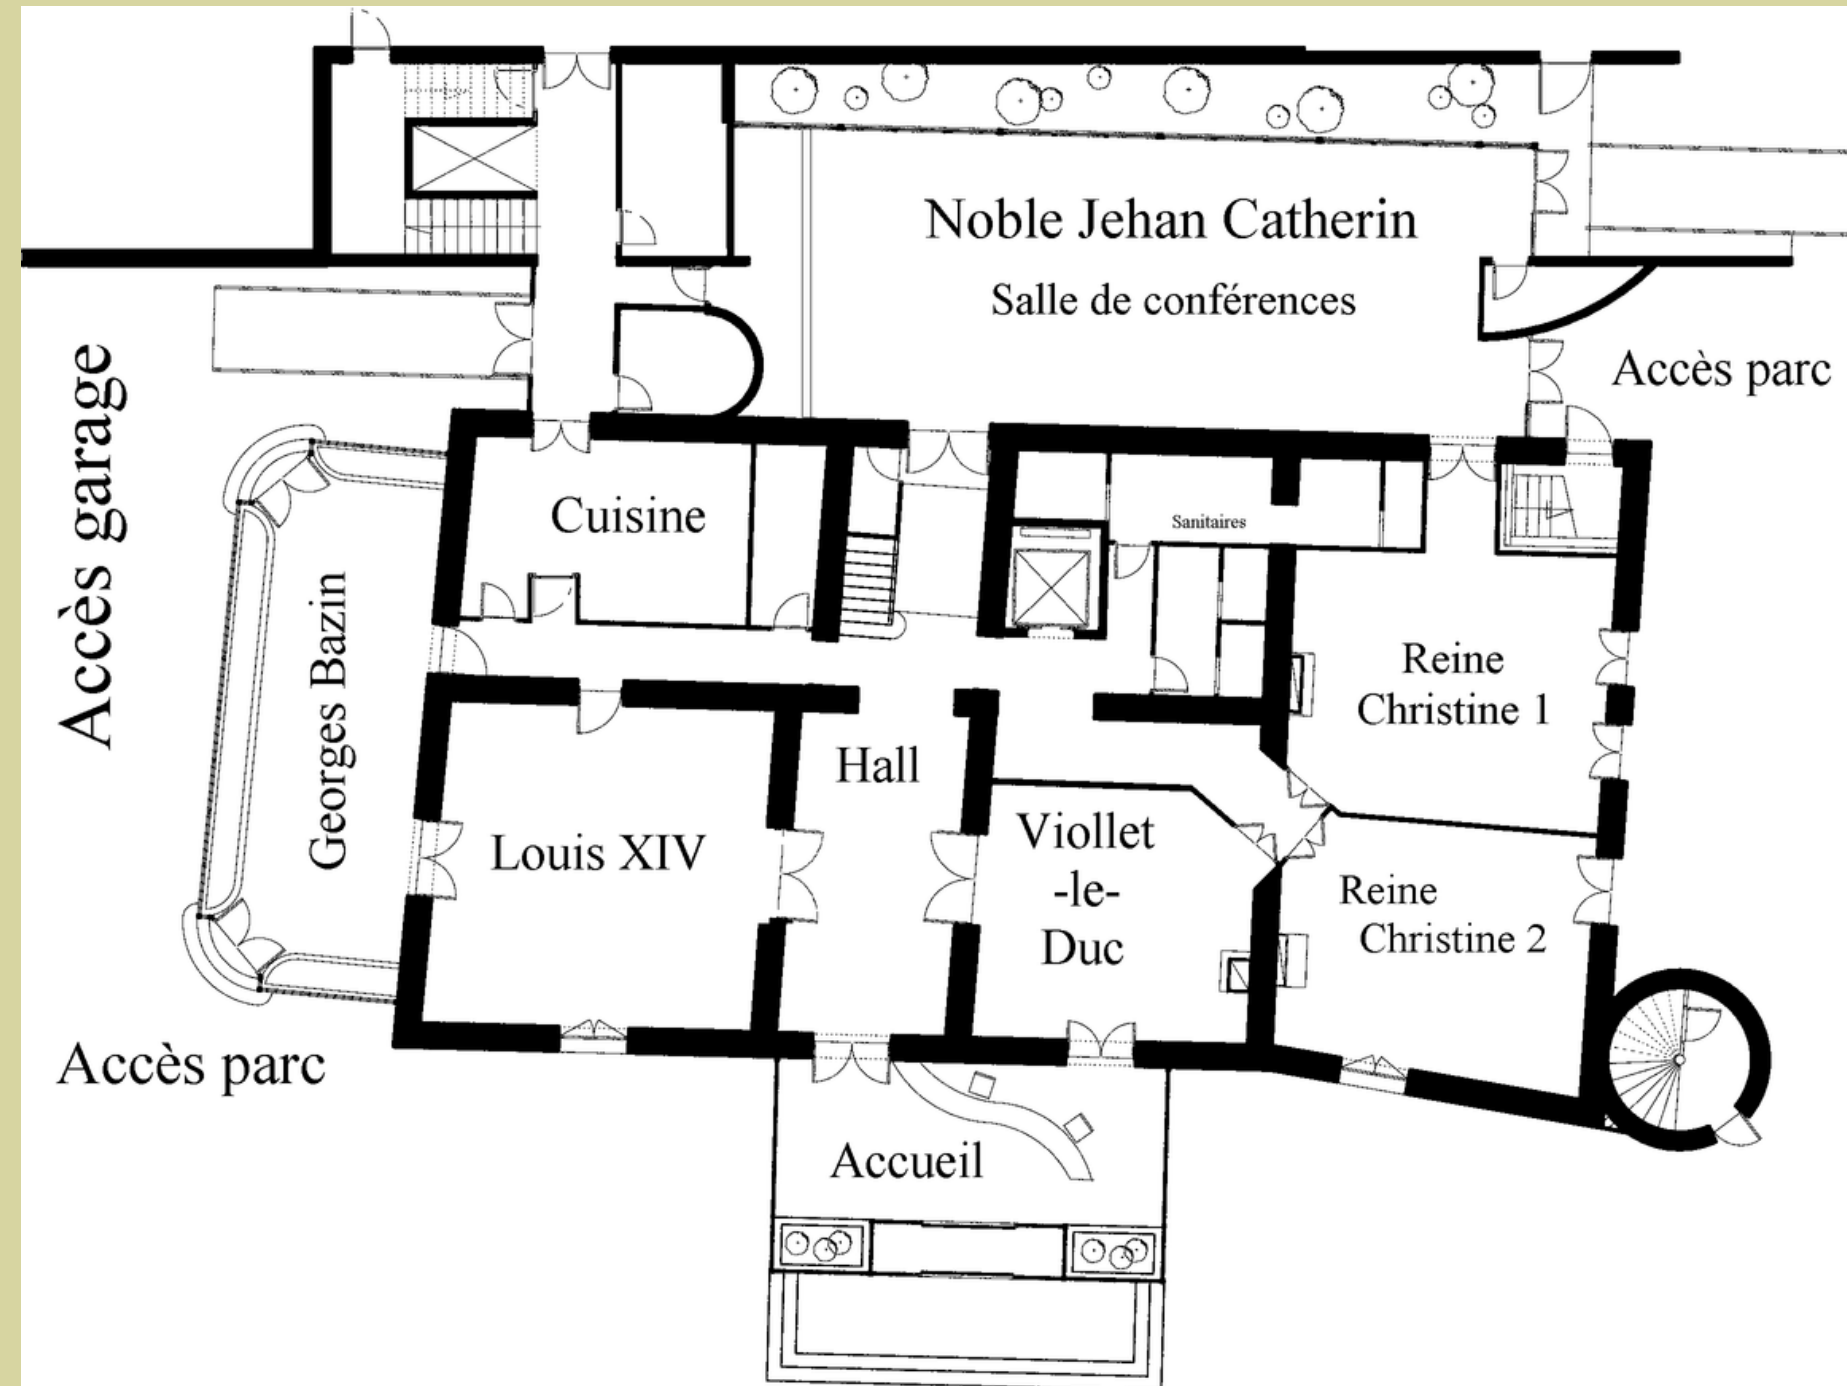 Noble Jehan Catherin
Salle de conférences
Accès parc
Accès garage
Cuisine
Sanitaires
Georges Bazin
Reine
Christine 1
Hall
Louis XIV
Viollet
-le-
Duc
Reine
Christine 2
Accès parc
Accueil